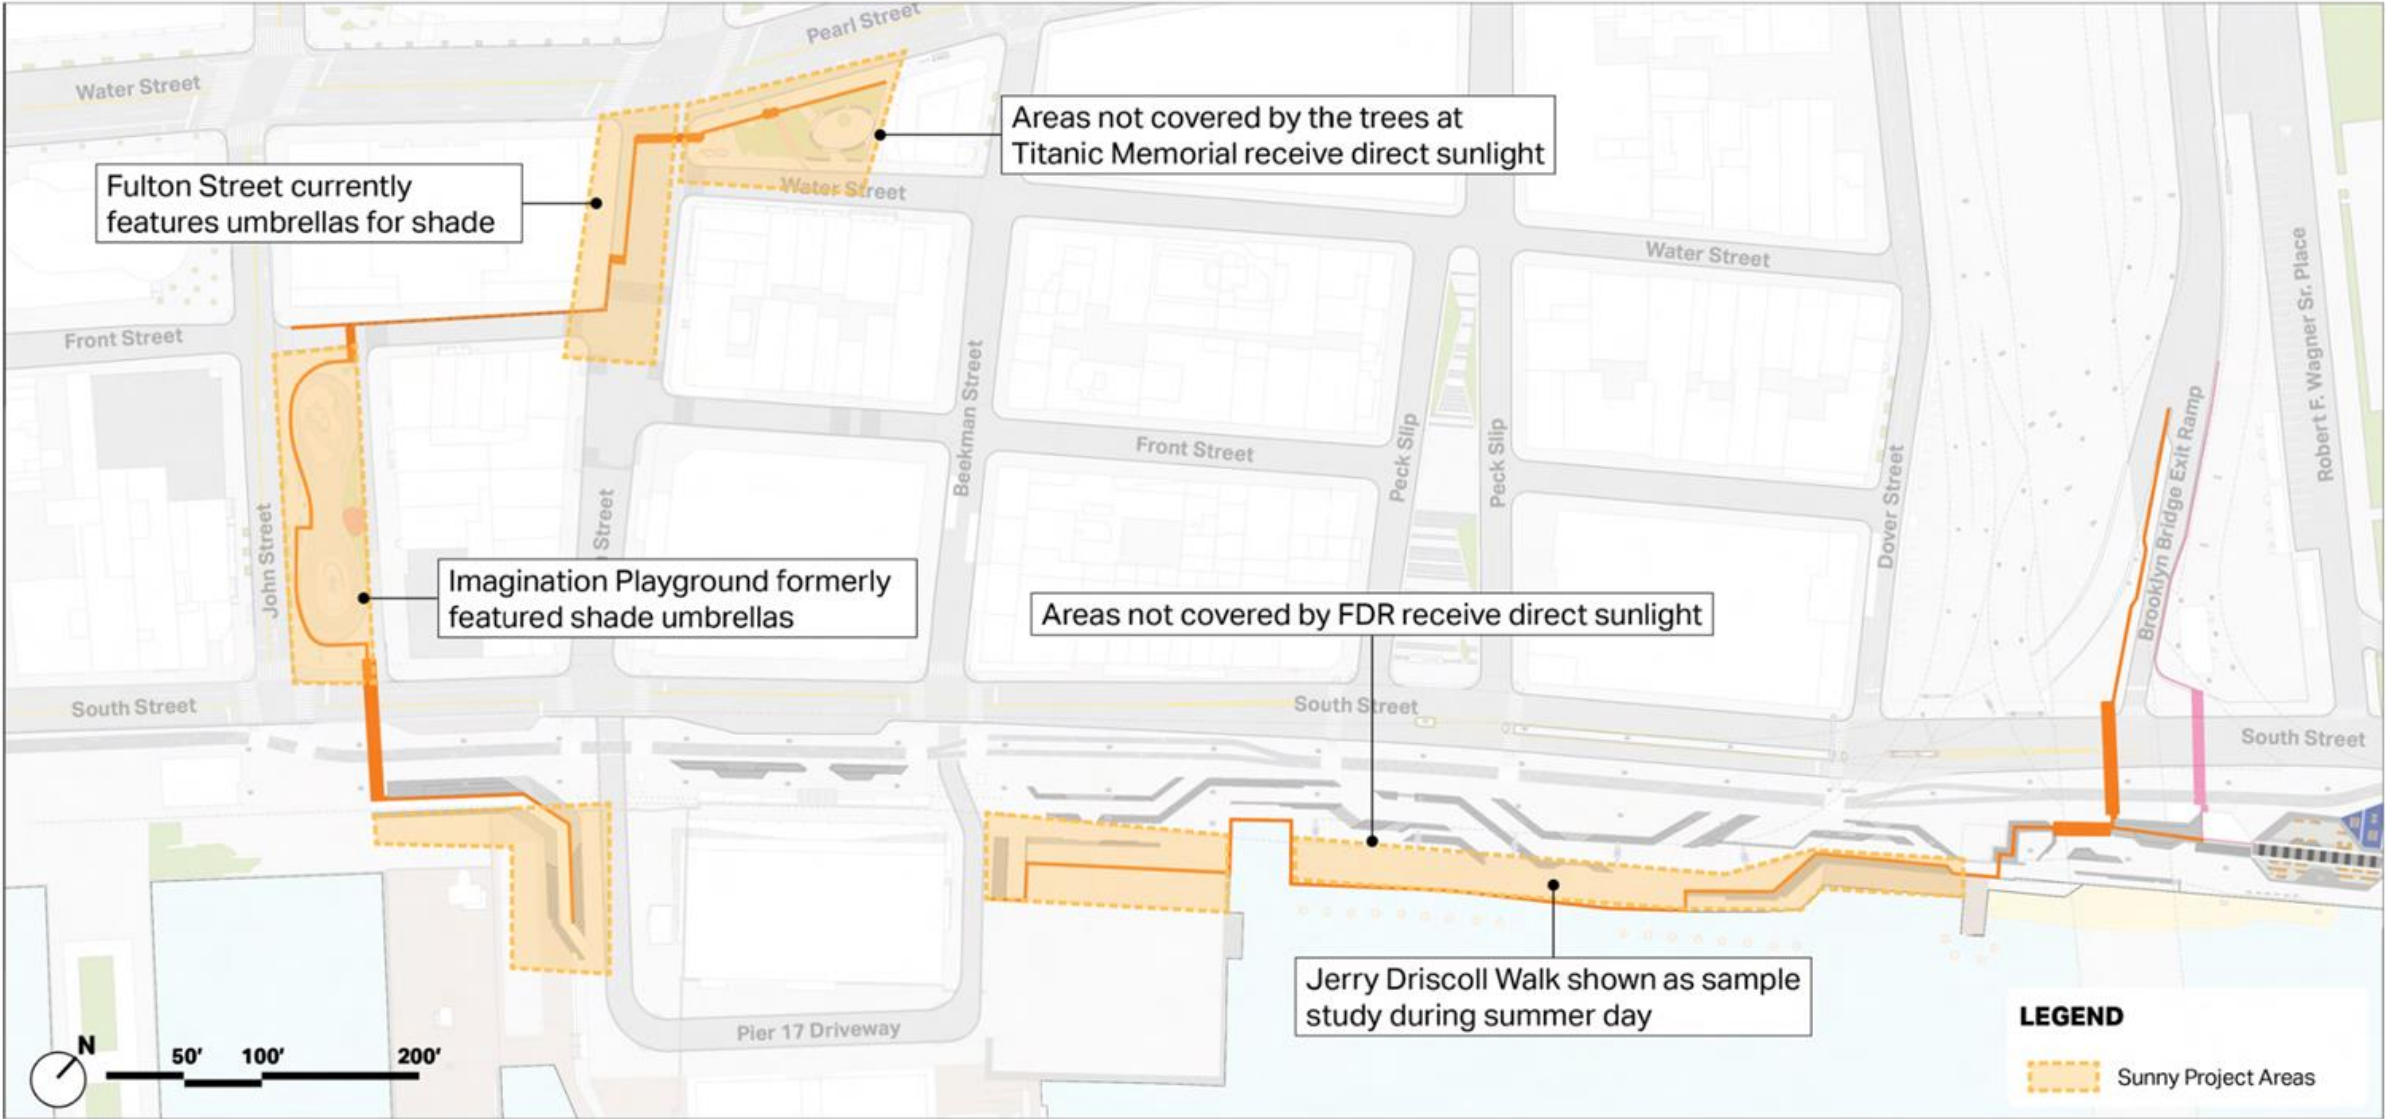 Pearl Street
Water Street
Areas not covered by the trees at
Titanic Memorial receive direct sunlight
Fulton Street currently
features umbrellas for shade
Water Street
Water Street
Front Street
Beekman Street
Front Street
Peck Slip
Peck Slip
Dover Street
Brooklyn Bridge Exit Ramp
Robert F. Wagner Sr. Place
John Street
Street
Imagination Playground formerly
featured shade umbrellas
Areas not covered by FDR receive direct sunlight
South Street
South Street
South Street
Jerry Driscoll Walk shown as sample
study during summer day
Pier 17 Driveway
N
50' 100' 200'
LEGEND
Sunny Project Areas